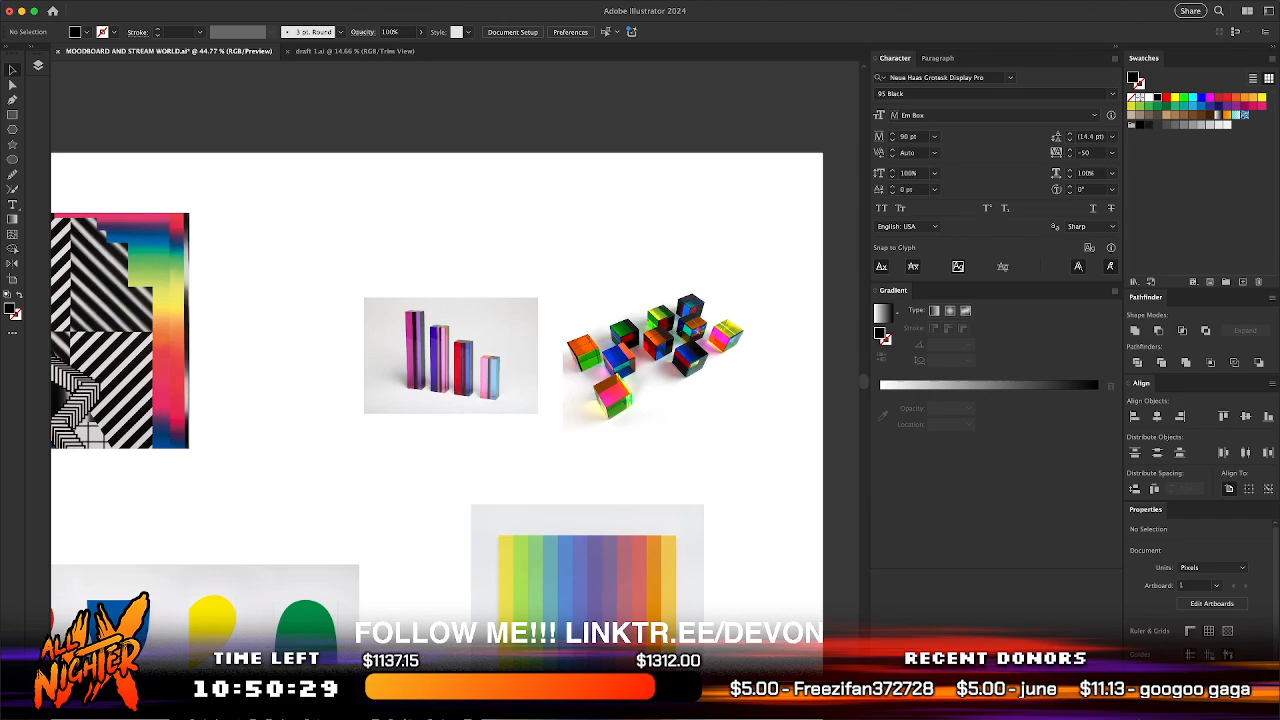 Adobe Illustrator 2024
Share
No Selection
Stroke:
3 pt. Round
Opacity:
100%
Style:
Document Setup
Preferences
MOODBOARD AND STREAM WORLD.ai* @ 44.77 % (RGB/Preview)
draft 1.ai @ 14.66 % (RGB/Trim View)
Character
Paragraph
Neue Haas Grotesk Display Pro
95 Black
Em Box
90 pt
(14.4 pt)
Auto
-50
100%
100%
0 pt
0°
English: USA
Sharp
Snap to Glyph
Gradient
Type:
Stroke:
Opacity:
Location:
Swatches
Pathfinder
Shape Modes:
Expand
Pathfinders:
Align
Align Objects:
Distribute Objects:
Distribute Spacing:
Align To:
Properties
No Selection
Document
Units:
Pixels
Artboard:
1
Edit Artboards
Ruler & Grids
Guides
FOLLOW ME!!! LINKTR.EE/DEVON
ALL NIGHTER
TIME LEFT
10:50:29
$1137.15
$1312.00
RECENT DONORS
$5.00 - Freezifan372728
$5.00 - june
$11.13 - googoo gaga